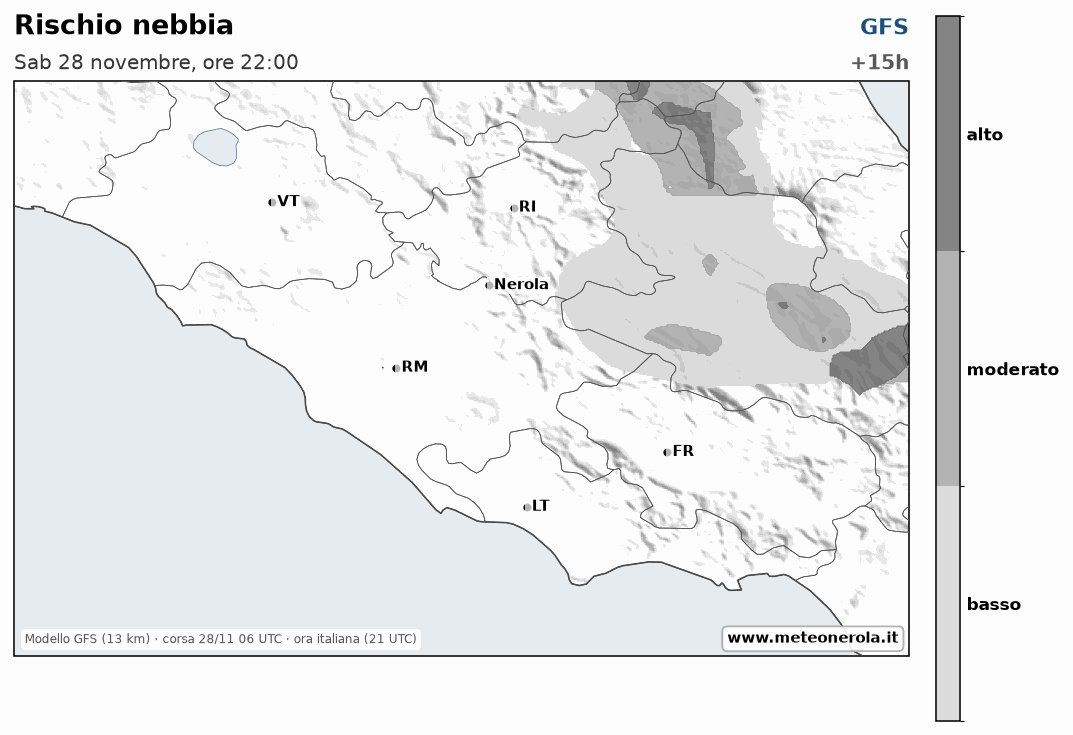 Rischio nebbia
GFS
Sab 28 novembre, ore 22:00
+15h
alto
VT
RI
Nerola
RM
moderato
FR
LT
basso
Modello GFS (13 km) · corsa 28/11 06 UTC · ora italiana (21 UTC)
www.meteonerola.it